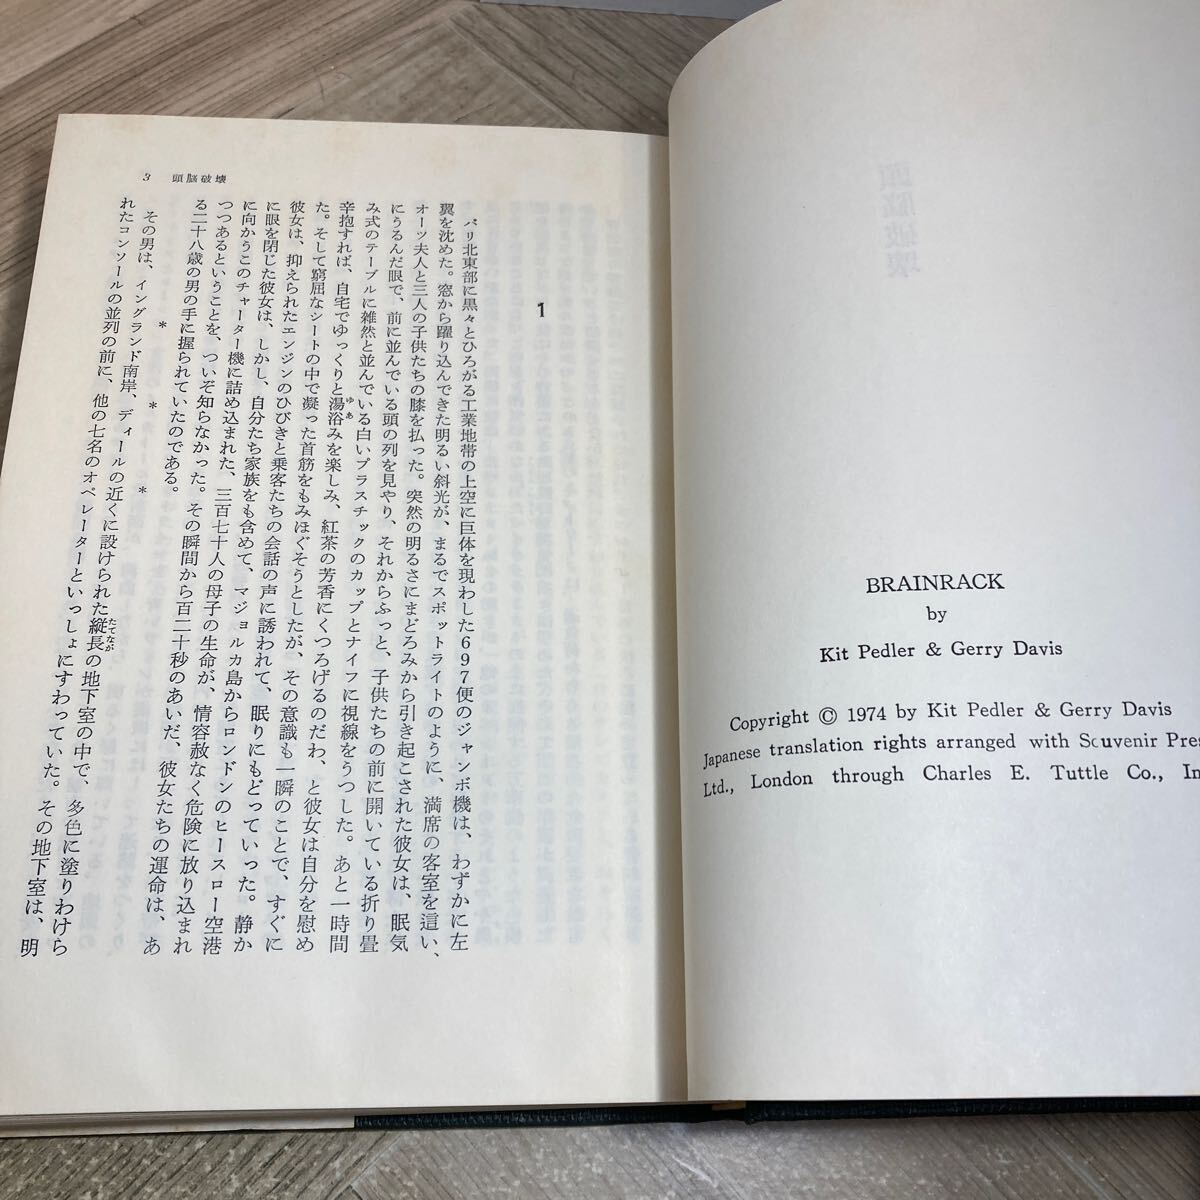 BRAINRACK
by
Kit Pedler & Gerry Davis
Copyright © 1974 by Kit Pedler & Gerry Davis
Japanese translation rights arranged with Souvenir Pres
Ltd., London through Charles E. Tuttle Co., In
3 頭脳破壊
1
パリ北東部に黒々とひろがる工業地帯の上空に巨体を現わした697便のジャンボ機は、わずかに左
翼を沈めた。窓から躍り込んできた明るい斜光が、まるでスポットライトのように、満席の客室を這い、
オーツ夫人と三人の子供たちの膝を払った。突然の明るさにまどろみから引き起こされた彼女は、眠気
にうるんだ眼で、前に並んでいる頭の列を見やり、それからふっと、子供たちの前に開いている折り畳
み式のテーブルに雑然と並んでいる白いプラスチックのカップとナイフに視線をうつした。あと一時間
辛抱すれば、自宅でゆっくりと湯浴みを楽しみ、紅茶の芳香にくつろげるのだわ、と彼女は自分を慰め
た。そして窮屈なシートの中で凝った首筋をもみほぐそうとしたが、その意識も一瞬のことで、すぐに
彼女は、抑えられたエンジンのひびきと乗客たちの会話の声に誘われて、眠りにもどっていった。静か
に眼を閉じた彼女は、しかし、自分たち家族をも含めて、マジョルカ島からロンドンのヒースロー空港
に向かうこのチャーター機に詰め込まれた、三百七十人の母子の生命が、情容赦なく危険に放り込まれ
つつあるということを、ついぞ知らなかった。その瞬間から百二十秒のあいだ、彼女たちの運命は、あ
る二十八歳の男の手に握られていたのである。
* * *
その男は、イングランド南岸、ディールの近くに設けられた縦長の地下室の中で、多色に塗りわけら
れたコンソールの並列の前に、他の七名のオペレーターといっしょにすわっていた。その地下室は、明